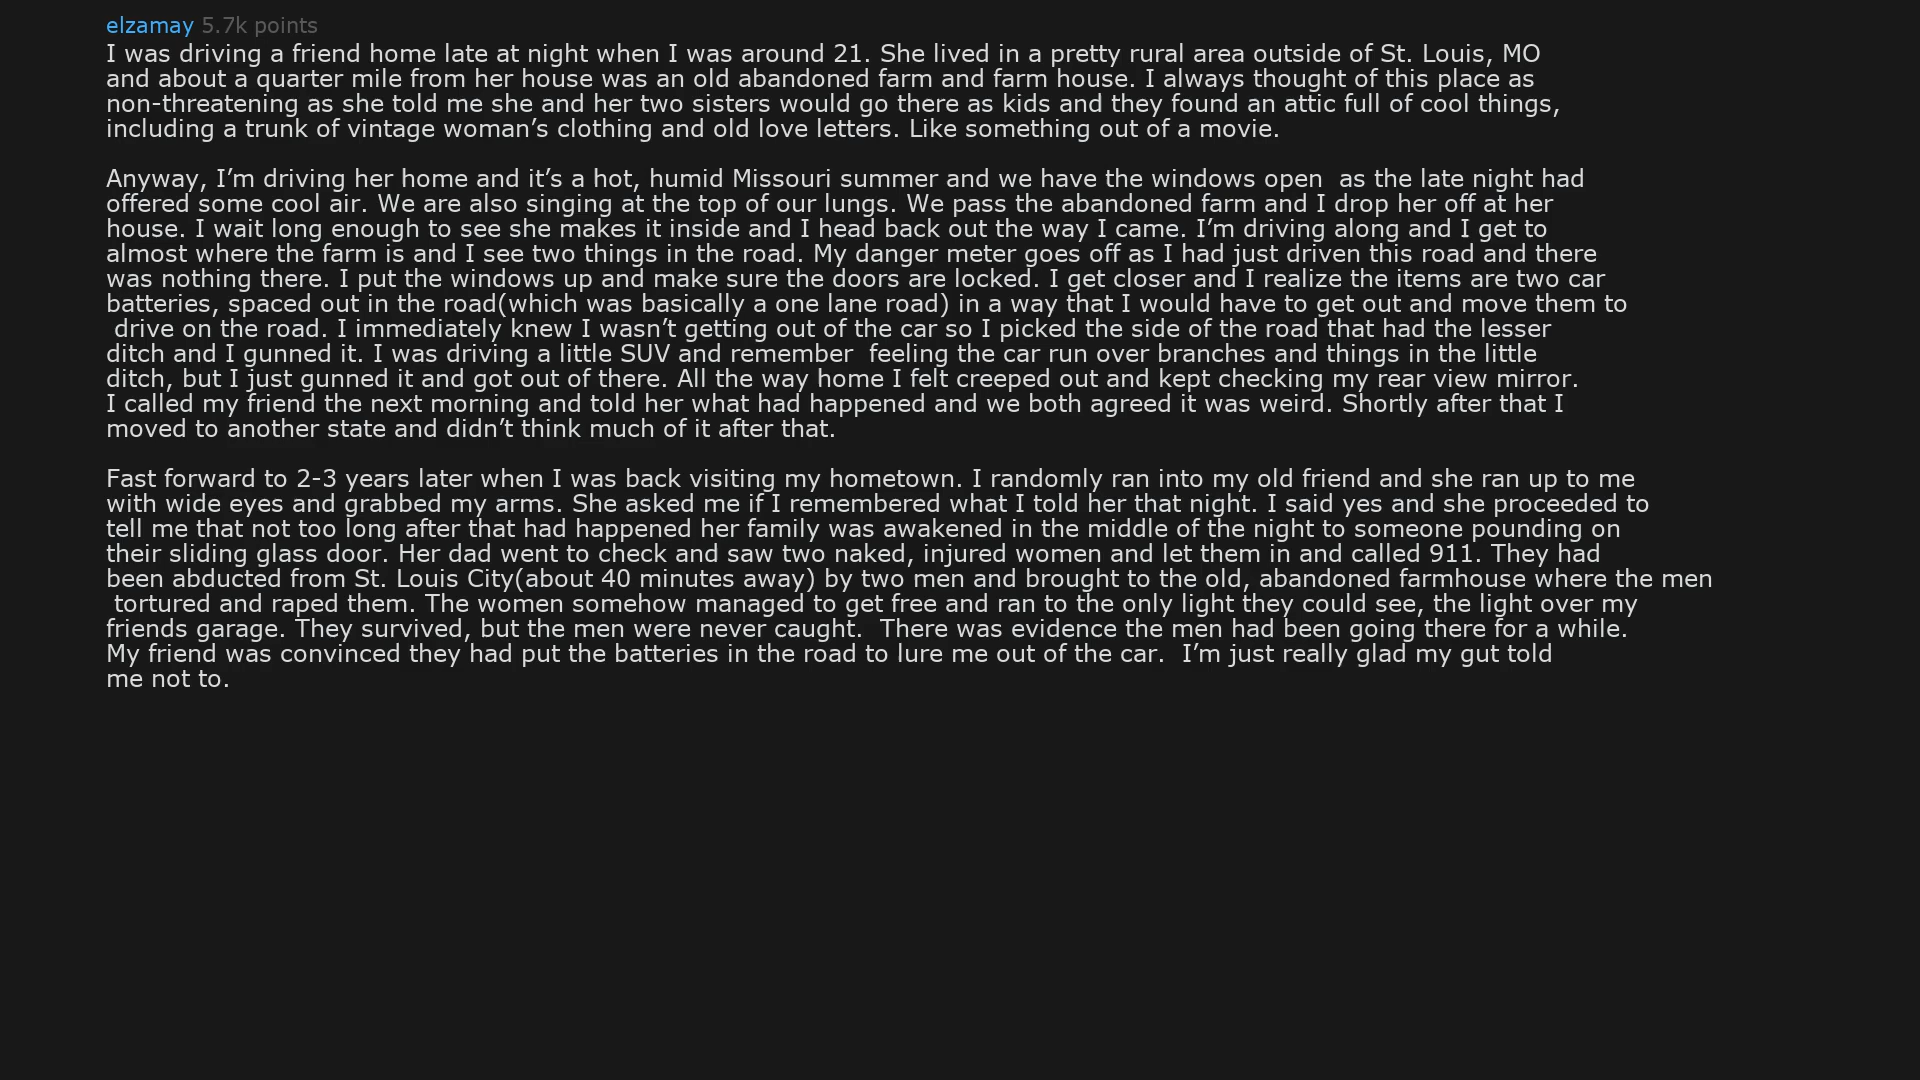 elzamay 5.7k points
I was driving a friend home late at night when I was around 21. She lived in a pretty rural area outside of St. Louis, MO
and about a quarter mile from her house was an old abandoned farm and farm house. I always thought of this place as
non-threatening as she told me she and her two sisters would go there as kids and they found an attic full of cool things,
including a trunk of vintage woman’s clothing and old love letters. Like something out of a movie.
Anyway, I’m driving her home and it’s a hot, humid Missouri summer and we have the windows open  as the late night had
offered some cool air. We are also singing at the top of our lungs. We pass the abandoned farm and I drop her off at her
house. I wait long enough to see she makes it inside and I head back out the way I came. I’m driving along and I get to
almost where the farm is and I see two things in the road. My danger meter goes off as I had just driven this road and there
was nothing there. I put the windows up and make sure the doors are locked. I get closer and I realize the items are two car
batteries, spaced out in the road(which was basically a one lane road) in a way that I would have to get out and move them to
drive on the road. I immediately knew I wasn’t getting out of the car so I picked the side of the road that had the lesser
ditch and I gunned it. I was driving a little SUV and remember  feeling the car run over branches and things in the little
ditch, but I just gunned it and got out of there. All the way home I felt creeped out and kept checking my rear view mirror.
I called my friend the next morning and told her what had happened and we both agreed it was weird. Shortly after that I
moved to another state and didn’t think much of it after that.
Fast forward to 2-3 years later when I was back visiting my hometown. I randomly ran into my old friend and she ran up to me
with wide eyes and grabbed my arms. She asked me if I remembered what I told her that night. I said yes and she proceeded to
tell me that not too long after that had happened her family was awakened in the middle of the night to someone pounding on
their sliding glass door. Her dad went to check and saw two naked, injured women and let them in and called 911. They had
been abducted from St. Louis City(about 40 minutes away) by two men and brought to the old, abandoned farmhouse where the men
tortured and raped them. The women somehow managed to get free and ran to the only light they could see, the light over my
friends garage. They survived, but the men were never caught.  There was evidence the men had been going there for a while.
My friend was convinced they had put the batteries in the road to lure me out of the car.  I’m just really glad my gut told
me not to.